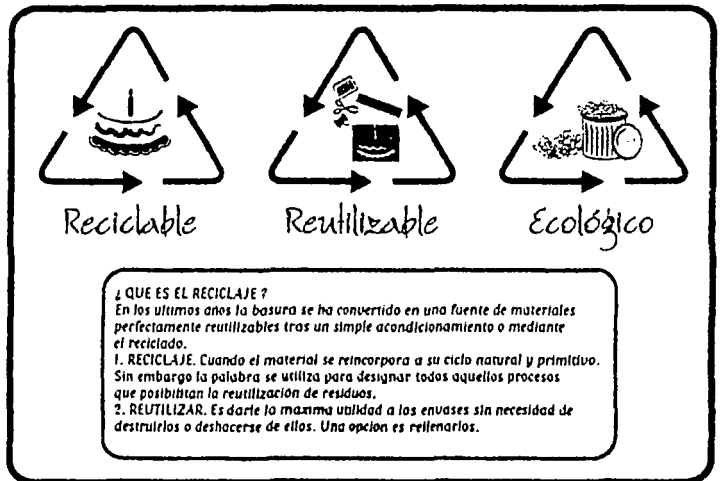 Reciclable
Reutilizable
Ecológico
¿ QUE ES EL RECICLAJE ?
En los ultimos anos la basura se ha convertido en una fuente de materiales
perfectamente reutilizables tras un simple acondicionamiento o mediante
el reciclado.
1. RECICLAJE. Cuando el material se reincorpora a su ciclo natural y primitivo.
Sin embargo la palabra se utiliza para designar todos aquellos procesos
que posibilitan la reutilización de residuos.
2. REUTILIZAR. Es darle la maxima utilidad a los envases sin necesidad de
destruirlos o deshacerse de ellos. Una opcion es rellenarlos.